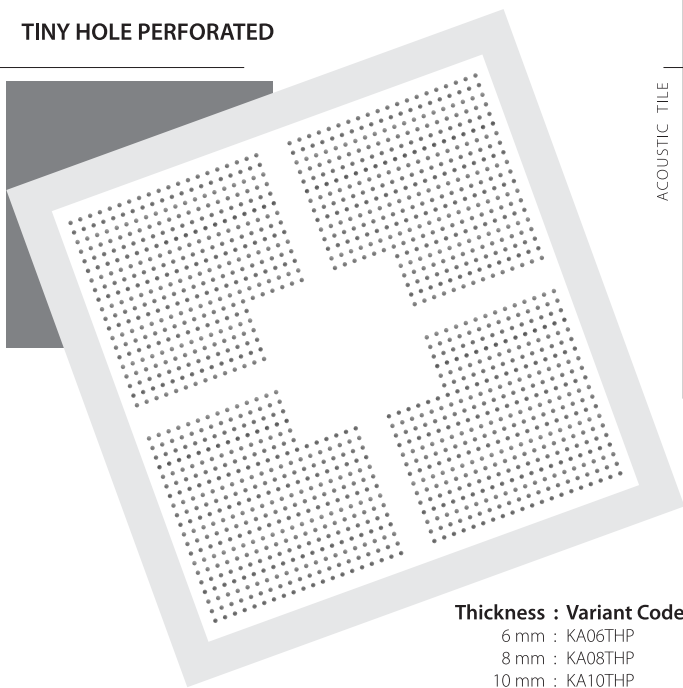 TINY HOLE PERFORATED
ACOUSTIC TILE
Thickness : Variant Code
6 mm : KA06THP
8 mm : KA08THP
10 mm : KA10THP